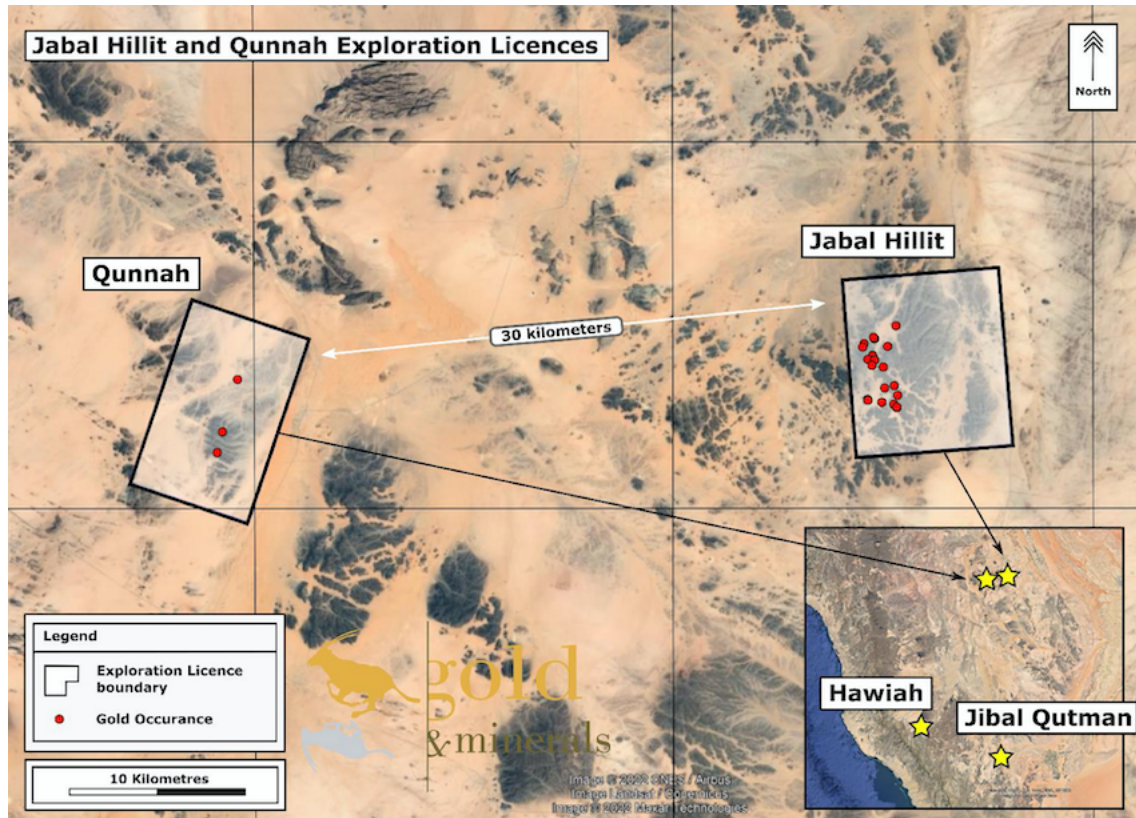 Jabal Hillit and Qunnah Exploration Licences
North
Jabal Hillit
Qunnah
30 kilometers
Legend
Exploration Licence
boundary
Gold Occurance
10 Kilometres
gold
& minerals
Image © 2022 CNES / Airbus
Image Landsat / Copernicus
Image © 2022 Maxar Technologies
Hawiah
Jibal Qutman